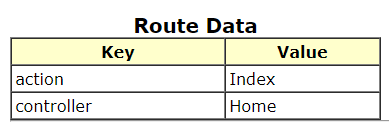 Route Data
Key Value
action Index
controller Home